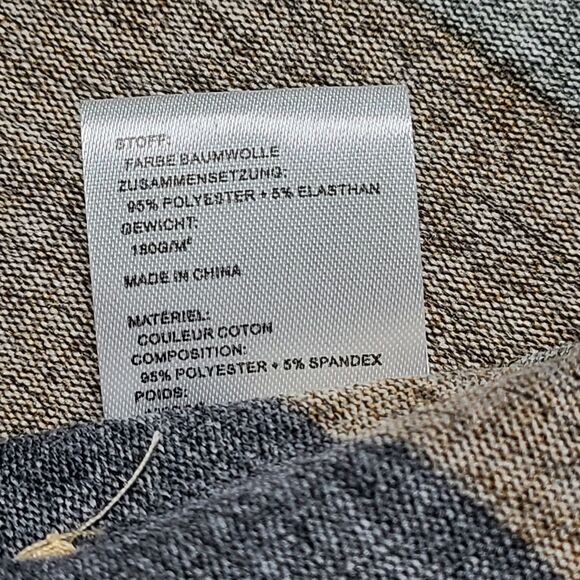 STOFF:
FARBE BAUMWOLLE
ZUSAMMENSETZUNG:
95% POLYESTER + 5% ELASTHAN
GEWICHT:
180G/M²
MADE IN CHINA
MATÉRIEL:
COULEUR COTON
COMPOSITION:
95% POLYESTER + 5% SPANDEX
POIDS: